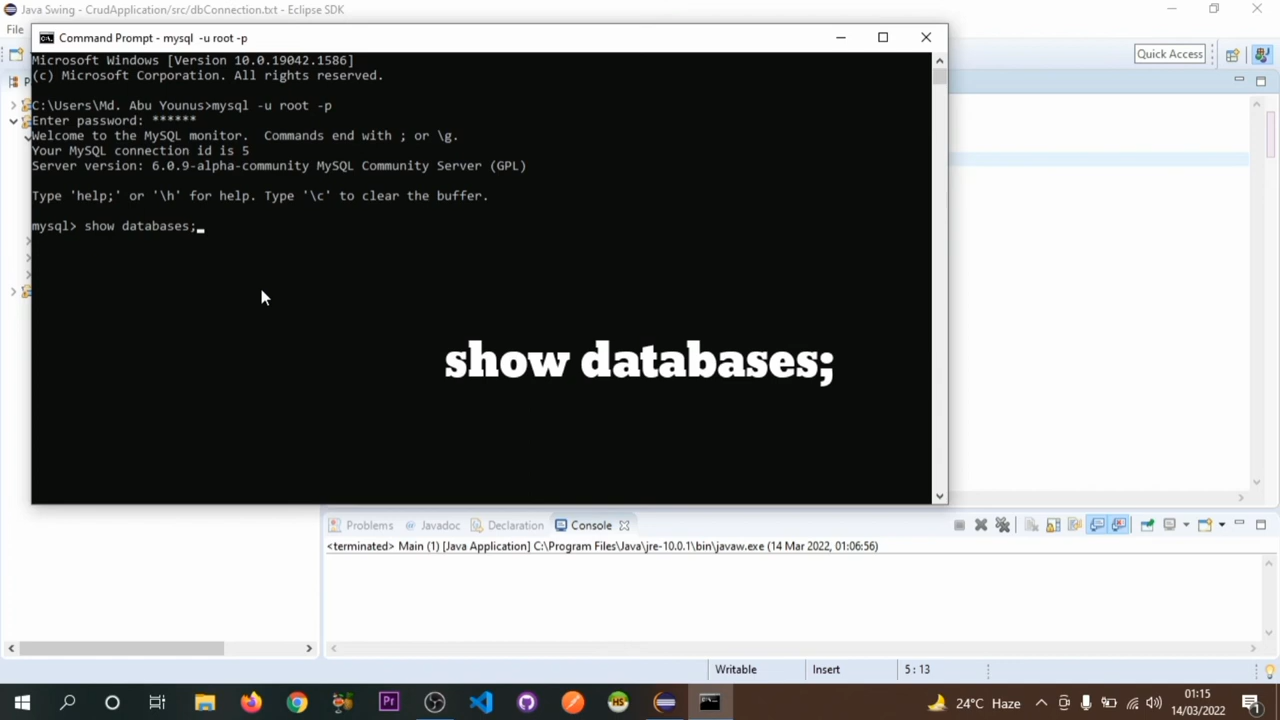 Java Swing - CrudApplication/src/dbConnection.txt - Eclipse SDK
File
Quick Access
Command Prompt - mysql -u root -p
Microsoft Windows [Version 10.0.19042.1586]
(c) Microsoft Corporation. All rights reserved.
C:\Users\Md. Abu Younus>mysql -u root -p
Enter password: ******
Welcome to the MySQL monitor.  Commands end with ; or \g.
Your MySQL connection id is 5
Server version: 6.0.9-alpha-community MySQL Community Server (GPL)
Type 'help;' or '\h' for help. Type '\c' to clear the buffer.
mysql> show databases;
show databases;
Problems
Javadoc
Declaration
Console
<terminated> Main (1) [Java Application] C:\Program Files\Java\jre-10.0.1\bin\javaw.exe (14 Mar 2022, 01:06:56)
Writable
Insert
5 : 13
Pr
HS
24°C Haze
01:15
14/03/2022
1